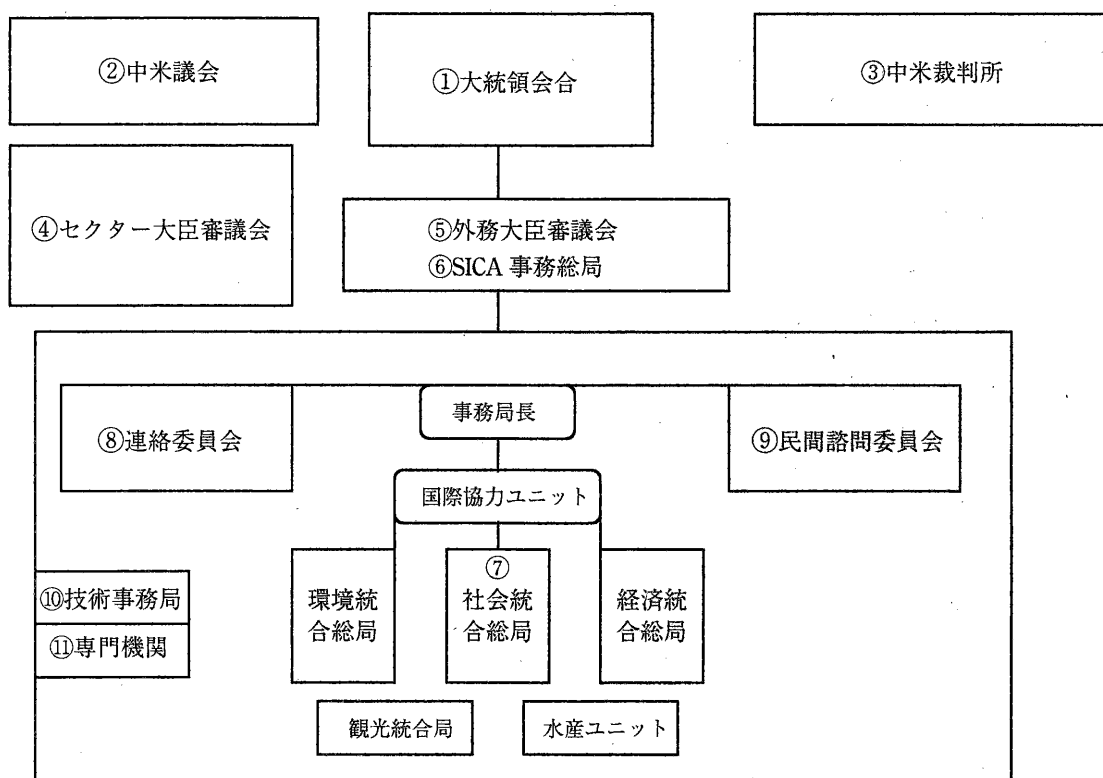 ②中米議会
①大統領会合
③中米裁判所
④セクター大臣審議会
⑤外務大臣審議会
⑥SICA 事務総局
⑧連絡委員会
事務局長
⑨民間諮問委員会
国際協力ユニット
⑩技術事務局
⑪専門機関
環境統
合総局
⑦
社会統
合総局
経済統
合総局
観光統合局
水産ユニット